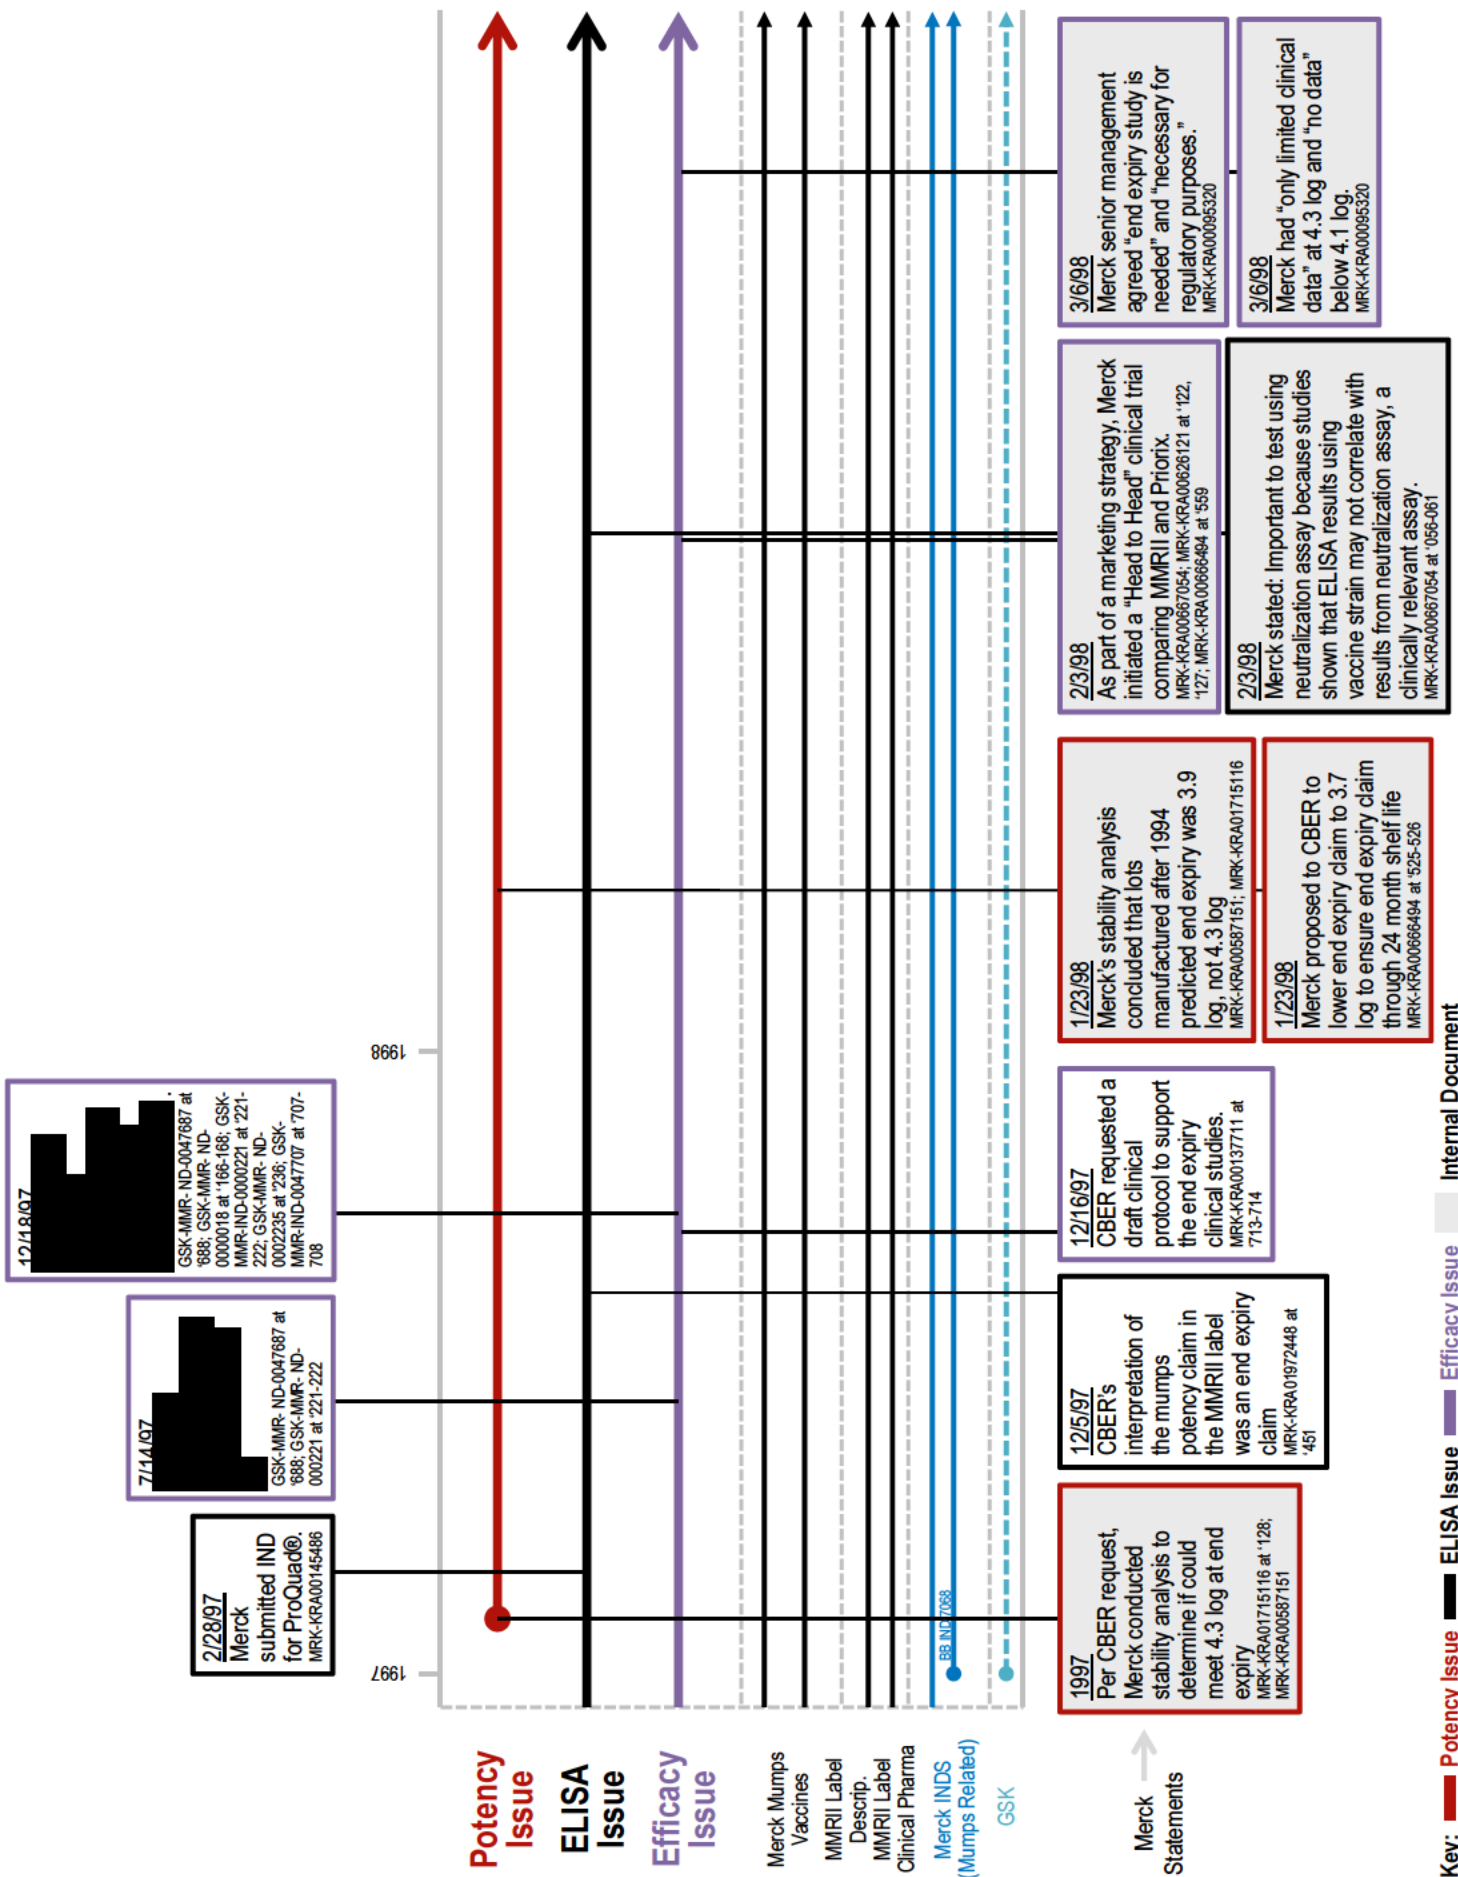 2/28/97
Merck
submitted IND
for ProQuad®.
MRK-KRA00145486
7/14/97
GSK-MMR- ND-0047687 at
'688; GSK-MMR- ND-
000221 at '221-222
12/18/97
GSK-MMR- ND-0047687 at
'688; GSK-MMR- ND-
0000018 at '166-168; GSK-
MMR-IND-0000221 at '221-
222; GSK-MMR- ND-
0002235 at '236; GSK-
MMR-IND-0047707 at '707-
708
1997
1998
Potency
Issue
ELISA
Issue
Efficacy
Issue
Merck Mumps
Vaccines
MMRII Label
Descrip.
MMRII Label
Clinical Pharma
Merck INDS
(Mumps Related)
BB IND 7068
GSK
Merck
Statements
1997
Per CBER request,
Merck conducted
stability analysis to
determine if could
meet 4.3 log at end
expiry
MRK-KRA01715116 at '128;
MRK-KRA00587151
12/5/97
CBER's
interpretation of
the mumps
potency claim in
the MMRII label
was an end expiry
claim
MRK-KRA01972448 at
'451
12/16/97
CBER requested a
draft clinical
protocol to support
the end expiry
clinical studies.
MRK-KRA00137711 at
'713-714
1/23/98
Merck's stability analysis
concluded that lots
manufactured after 1994
predicted end expiry was 3.9
log, not 4.3 log
MRK-KRA00587151; MRK-KRA01715116
1/23/98
Merck proposed to CBER to
lower end expiry claim to 3.7
log to ensure end expiry claim
through 24 month shelf life
MRK-KRA00666494 at '525-526
2/3/98
As part of a marketing strategy, Merck
initiated a "Head to Head" clinical trial
comparing MMRII and Priorix.
MRK-KRA00667054; MRK-KRA00626121 at '122,
'127; MRK-KRA00666494 at '559
2/3/98
Merck stated: Important to test using
neutralization assay because studies
shown that ELISA results using
vaccine strain may not correlate with
results from neutralization assay, a
clinically relevant assay.
MRK-KRA00667054 at '056-061
3/6/98
Merck senior management
agreed "end expiry study is
needed" and "necessary for
regulatory purposes."
MRK-KRA00095320
3/6/98
Merck had "only limited clinical
data" at 4.3 log and "no data"
below 4.1 log.
MRK-KRA00095320
Key: Potency Issue ELISA Issue Efficacy Issue Internal Document